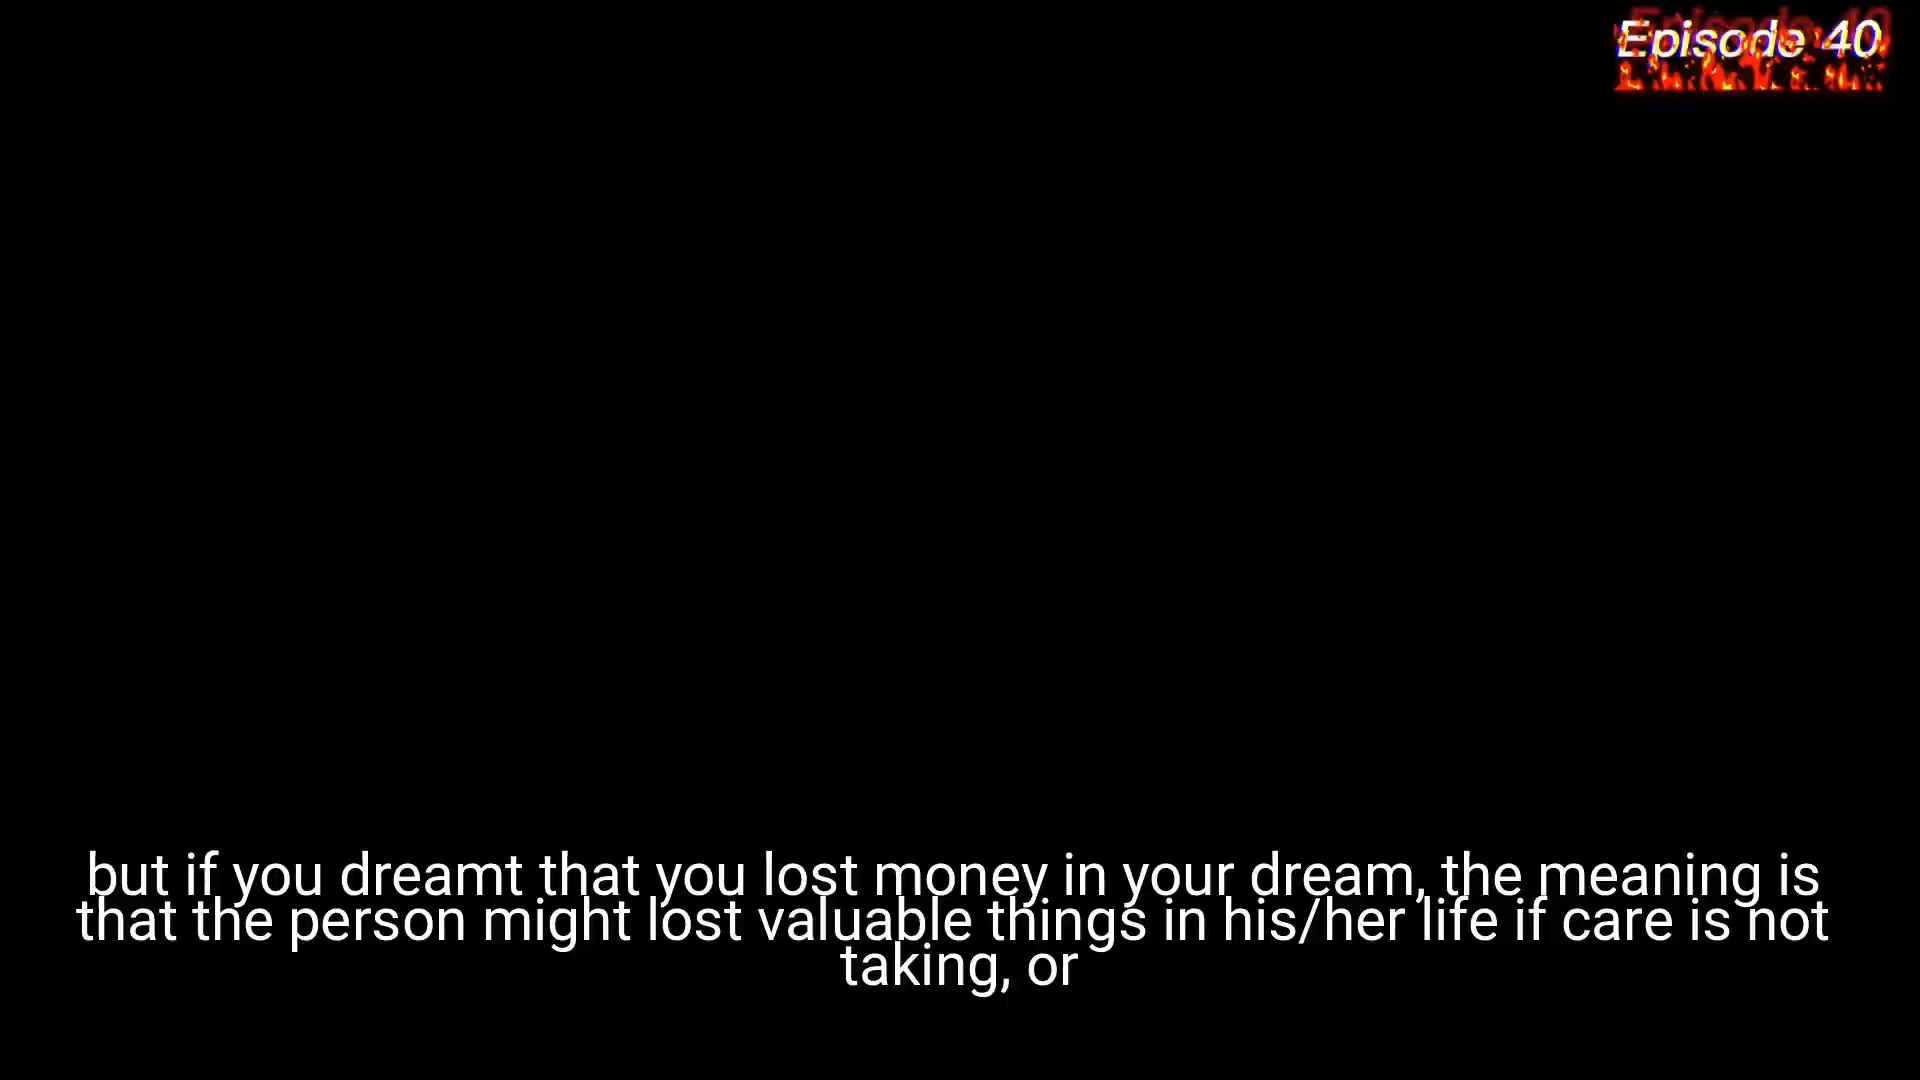 Episode 40
but if you dreamt that you lost money in your dream, the meaning is
that the person might lost valuable things in his/her life if care is not
taking, or